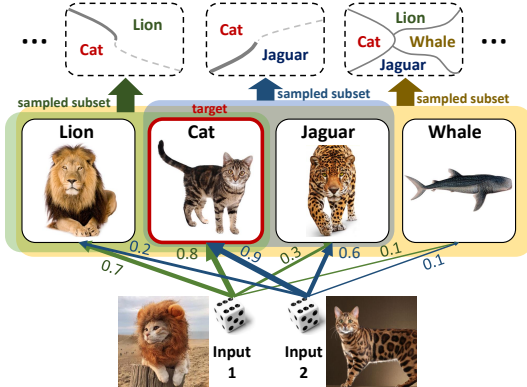 Lion
Cat
Cat
Jaguar
Lion
Cat
Whale
Jaguar
...
...
sampled subset
target
sampled subset
sampled subset
Lion
Cat
Jaguar
Whale
0.7
0.2
0.8
0.9
0.3
0.6
0.1
0.1
Input
1
Input
2